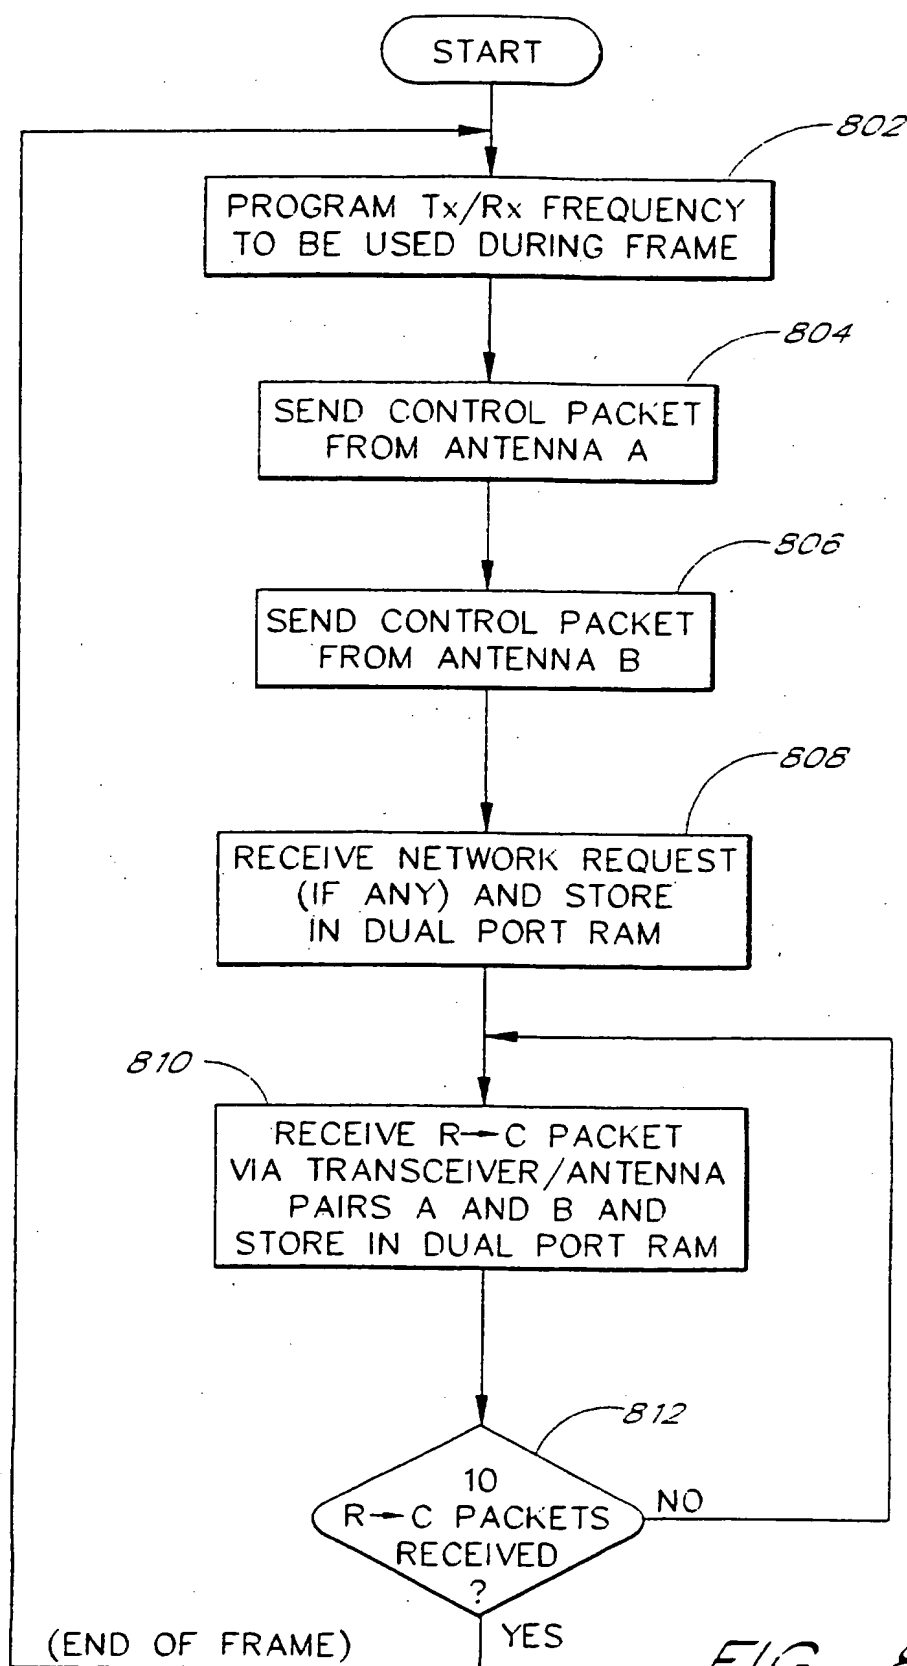 START
802
PROGRAM Tx/Rx FREQUENCY
TO BE USED DURING FRAME
804
SEND CONTROL PACKET
FROM ANTENNA A
806
SEND CONTROL PACKET
FROM ANTENNA B
808
RECEIVE NETWORK REQUEST
(IF ANY) AND STORE
IN DUAL PORT RAM
810
RECEIVE R→C PACKET
VIA TRANSCEIVER/ANTENNA
PAIRS A AND B AND
STORE IN DUAL PORT RAM
812
10
R→C PACKETS
RECEIVED
?
NO
YES
(END OF FRAME)
FIG.